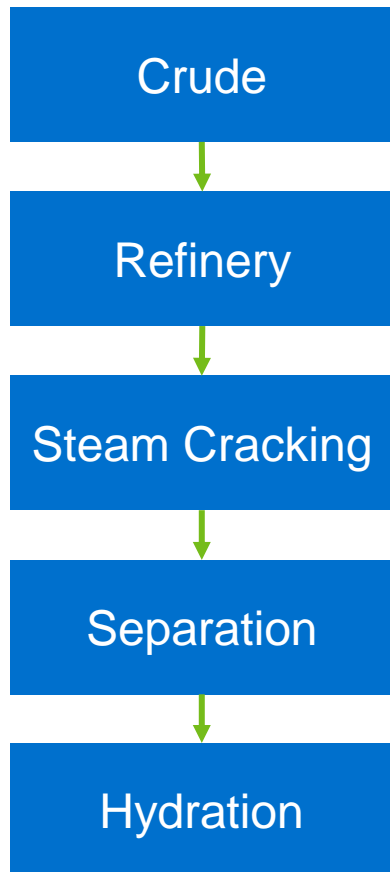 Crude
Refinery
Steam Cracking
Separation
Hydration